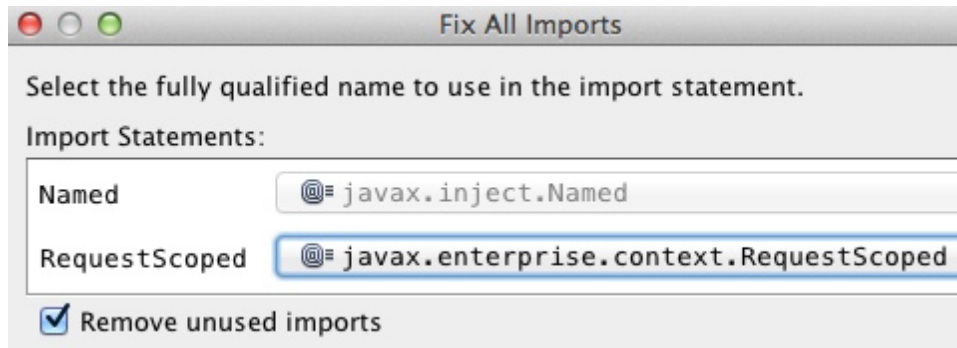 Fix All Imports
Select the fully qualified name to use in the import statement.
Import Statements:
Named javax.inject.Named
RequestScoped javax.enterprise.context.RequestScoped
Remove unused imports